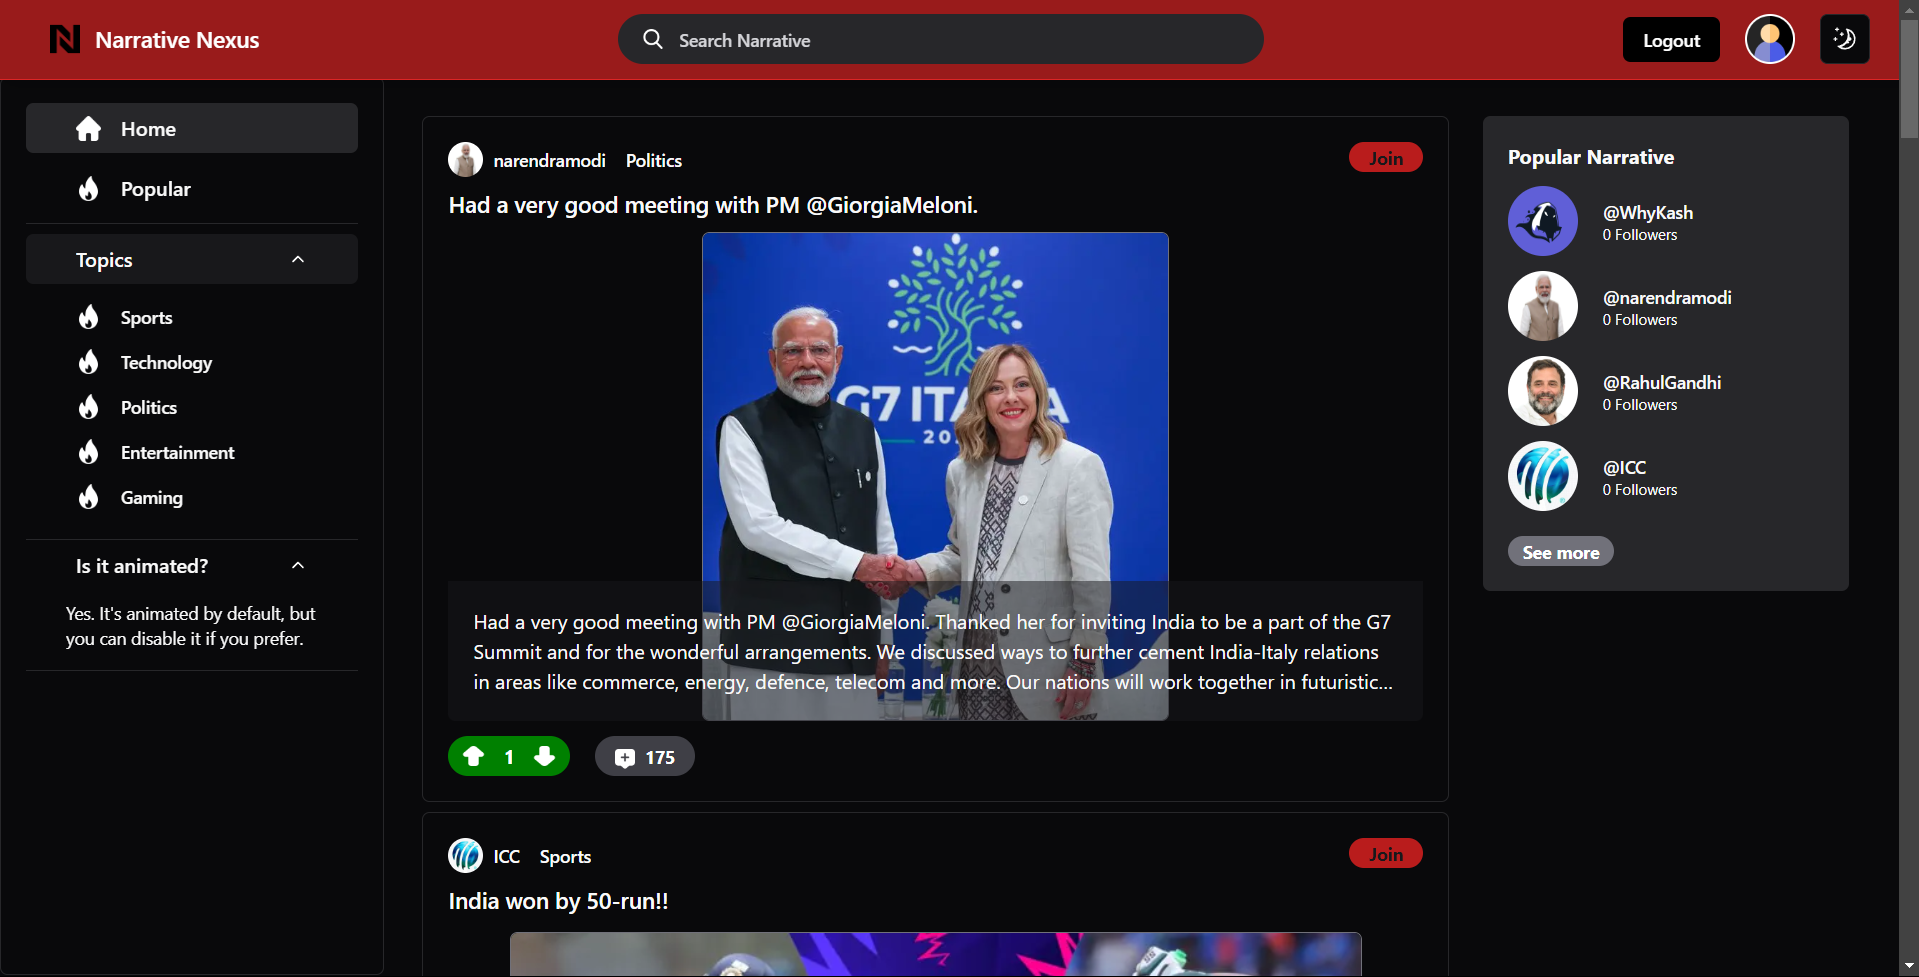 Narrative Nexus
Search Narrative
Logout
Home
Popular
Topics
Sports
Technology
Politics
Entertainment
Gaming
Is it animated?
Yes. It's animated by default, but
you can disable it if you prefer.
narendramodi Politics
Join
Had a very good meeting with PM @GiorgiaMeloni.
G7 ITA A
20
Had a very good meeting with PM @GiorgiaMeloni. Thanked her for inviting India to be a part of the G7
Summit and for the wonderful arrangements. We discussed ways to further cement India-Italy relations
in areas like commerce, energy, defence, telecom and more. Our nations will work together in futuristic...
1
175
ICC Sports
Join
India won by 50-run!!
Popular Narrative
@WhyKash
0 Followers
@narendramodi
0 Followers
@RahulGandhi
0 Followers
@ICC
0 Followers
See more